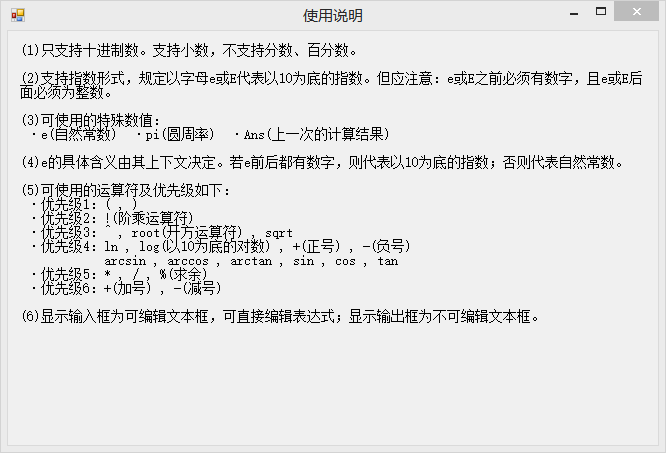 使用说明
(1)只支持十进制数。支持小数，不支持分数、百分数。
(2)支持指数形式，规定以字母e或E代表以10为底的指数。但应注意：e或E之前必须有数字，且e或E后
面必须为整数。
(3)可使用的特殊数值：
·e(自然常数) ·pi(圆周率) ·Ans(上一次的计算结果)
(4)e的具体含义由其上下文决定。若e前后都有数字，则代表以10为底的指数；否则代表自然常数。
(5)可使用的运算符及优先级如下：
·优先级1：( , )
·优先级2：!(阶乘运算符)
·优先级3：^ , root(开方运算符) , sqrt
·优先级4：ln , log(以10为底的对数) , +(正号) , -(负号)
arcsin , arccos , arctan , sin , cos , tan
·优先级5：* , / , %(求余)
·优先级6：+(加号) , -(减号)
(6)显示输入框为可编辑文本框，可直接编辑表达式；显示输出框为不可编辑文本框。